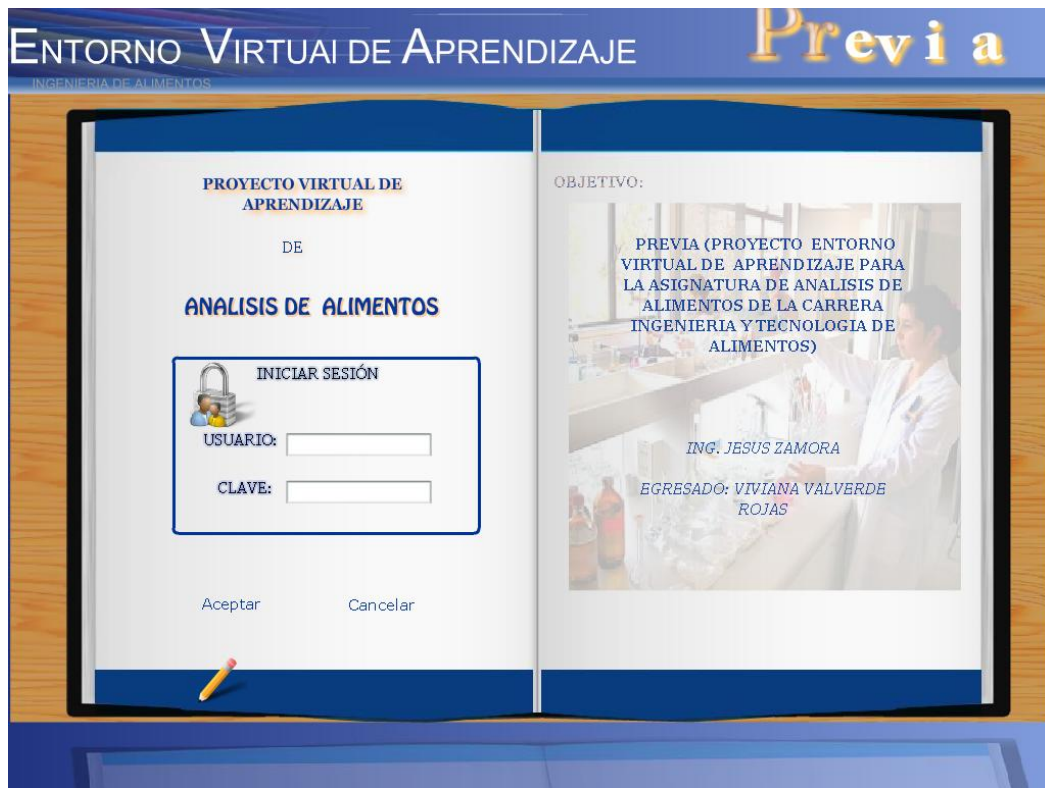 ENTORNO VIRTUAl DE APRENDIZAJE
Previa
INGENIERIA DE ALIMENTOS
PROYECTO VIRTUAL DE
APRENDIZAJE
DE
ANALISIS DE ALIMENTOS
INICIAR SESIÓN
USUARIO:
CLAVE:
Aceptar
Cancelar
OBJETIVO:
PREVIA (PROYECTO ENTORNO
VIRTUAL DE APRENDIZAJE PARA
LA ASIGNATURA DE ANALISIS DE
ALIMENTOS DE LA CARRERA
INGENIERIA Y TECNOLOGIA DE
ALIMENTOS)
ING. JESUS ZAMORA
EGRESADO: VIVIANA VALVERDE
ROJAS